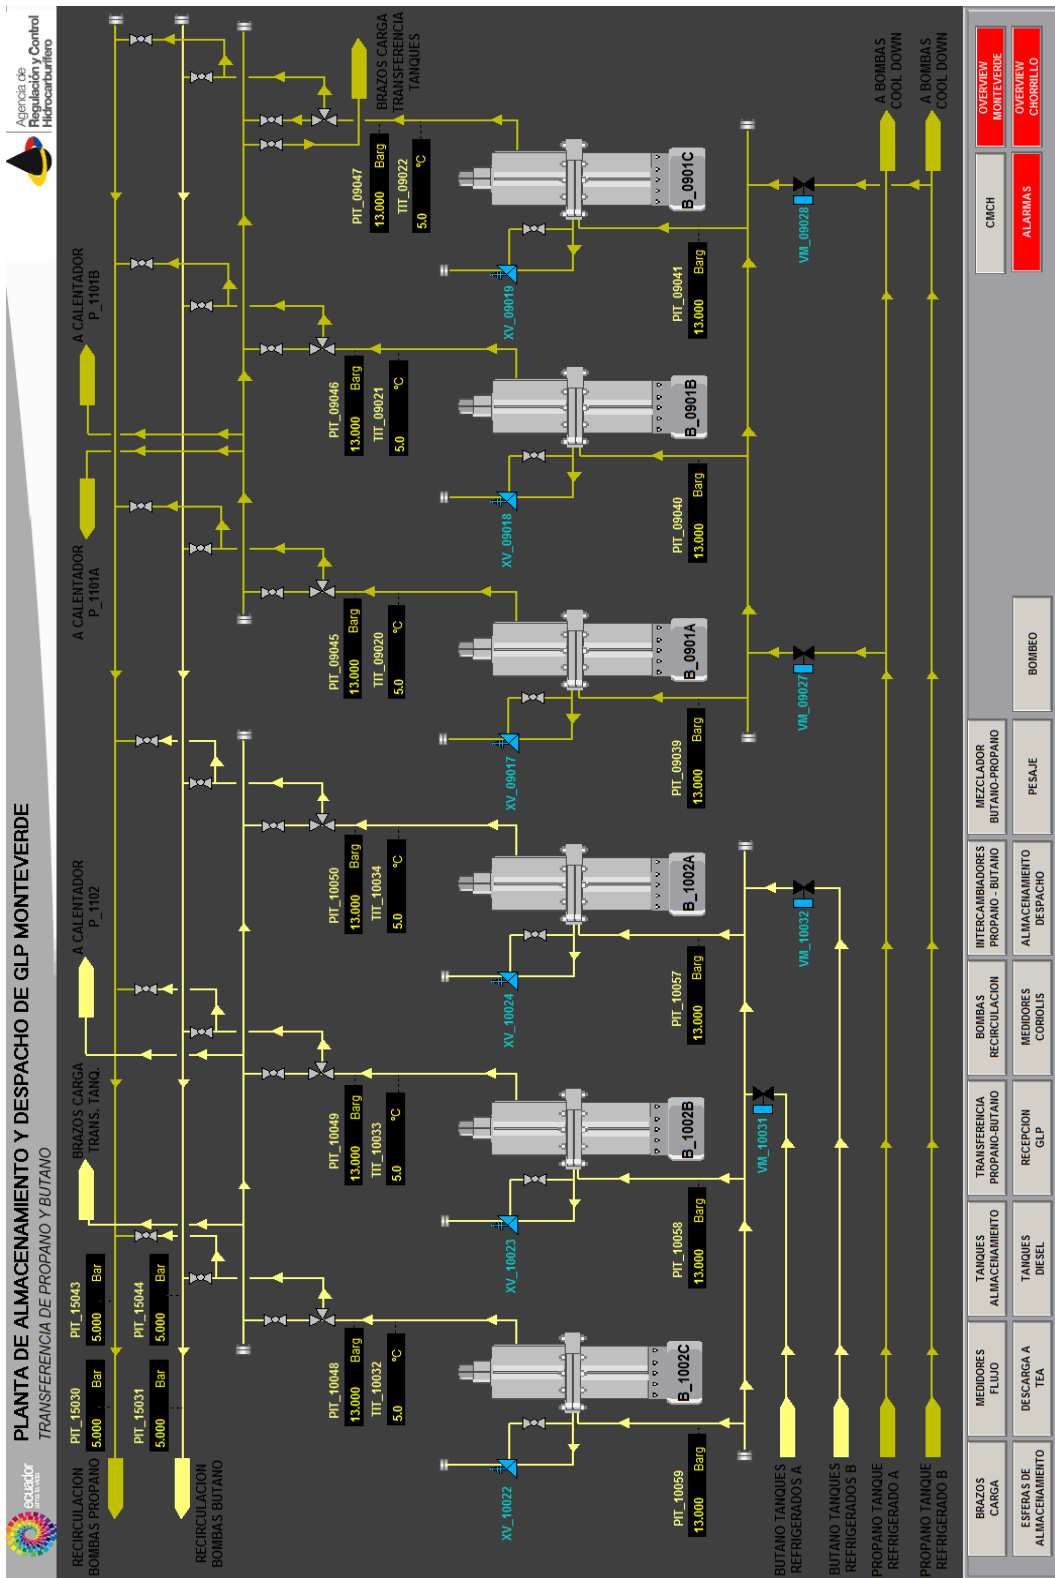 ecuador
ama la vida
PLANTA DE ALMACENAMIENTO Y DESPACHO DE GLP MONTEVERDE
TRANSFERENCIA DE PROPANO Y BUTANO
Agencia de
Regulación y Control
Hidrocarburífero
RECIRCULACION
BOMBAS PROPANO
PIT_15030
5.000 Bar
PIT_15043
5.000 Bar
BRAZOS CARGA
TRANS. TANQ.
A CALENTADOR
P_1102
A CALENTADOR
P_1101A
A CALENTADOR
P_1101B
RECIRCULACION
BOMBAS BUTANO
PIT_15031
5.000 Bar
PIT_15044
5.000 Bar
BRAZOS CARGA
TRANSFERENCIA
TANQUES
PIT_10048
13.000 Barg
TIT_10032
5.0 ºC
PIT_10049
13.000 Barg
TIT_10033
5.0 ºC
PIT_10050
13.000 Barg
TIT_10034
5.0 ºC
PIT_09045
13.000 Barg
TIT_09020
5.0 ºC
PIT_09046
13.000 Barg
TIT_09021
5.0 ºC
PIT_09047
13.000 Barg
TIT_09022
5.0 ºC
XV_10022
XV_10023
XV_10024
XV_09017
XV_09018
XV_09019
B_1002C
B_1002B
B_1002A
B_0901A
B_0901B
B_0901C
PIT_10059
13.000 Barg
PIT_10058
13.000 Barg
PIT_10057
13.000 Barg
PIT_09039
13.000 Barg
PIT_09040
13.000 Barg
PIT_09041
13.000 Barg
VM_10031
VM_10032
VM_09027
VM_09028
BUTANO TANQUES
REFRIGERADOS A
BUTANO TANQUES
REFRIGERADOS B
PROPANO TANQUE
REFRIGERADO A
A BOMBAS
COOL DOWN
PROPANO TANQUE
REFRIGERADO B
A BOMBAS
COOL DOWN
BRAZOS
CARGA
MEDIDORES
FLUJO
TANQUES
ALMACENAMIENTO
TRANSFERENCIA
PROPANO-BUTANO
BOMBAS
RECIRCULACION
INTERCAMBIADORES
PROPANO - BUTANO
MEZCLADOR
BUTANO-PROPANO
CMCH
OVERVIEW
MONTEVERDE
ESFERAS DE
ALMACENAMIENTO
DESCARGA A
TEA
TANQUES
DIESEL
RECEPCION
GLP
MEDIDORES
CORIOLIS
ALMACENAMIENTO
DESPACHO
PESAJE
BOMBEO
ALARMAS
OVERVIEW
CHORRILLO